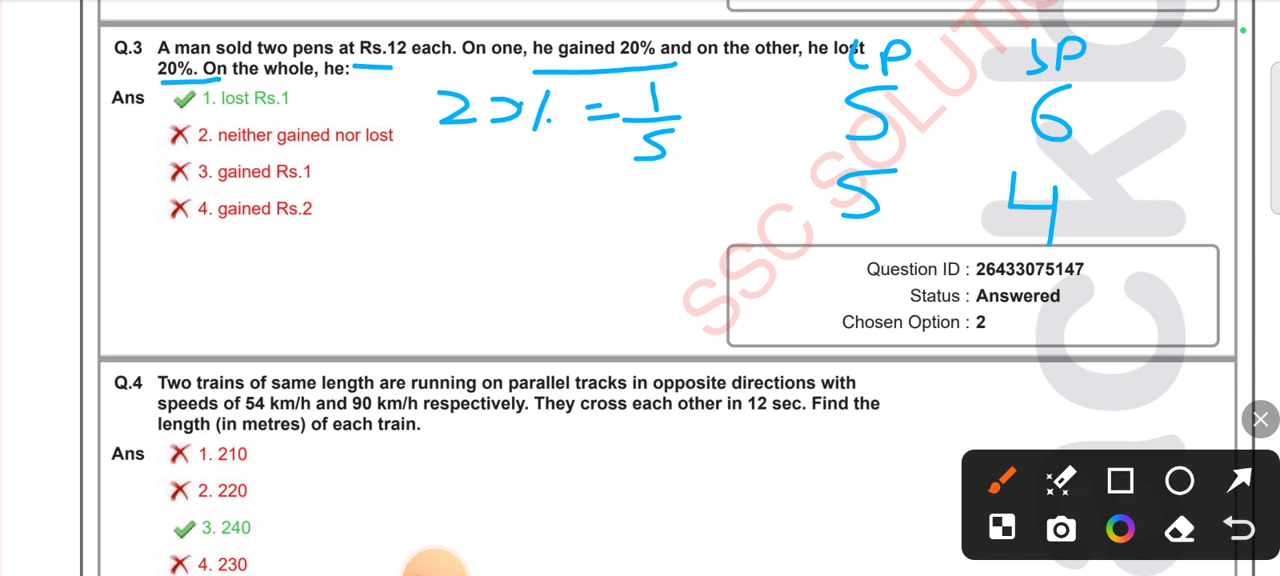 Q.3 A man sold two pens at Rs.12 each. On one, he gained 20% and on the other, he lost
20%. On the whole, he:
Ans 1. lost Rs.1
2. neither gained nor lost
3. gained Rs.1
4. gained Rs.2
20% = 1/5
CP SP
5 6
5 4
Question ID : 26433075147
Status : Answered
Chosen Option : 2
SSC SOLUTI
Q.4 Two trains of same length are running on parallel tracks in opposite directions with
speeds of 54 km/h and 90 km/h respectively. They cross each other in 12 sec. Find the
length (in metres) of each train.
Ans 1. 210
2. 220
3. 240
4. 230